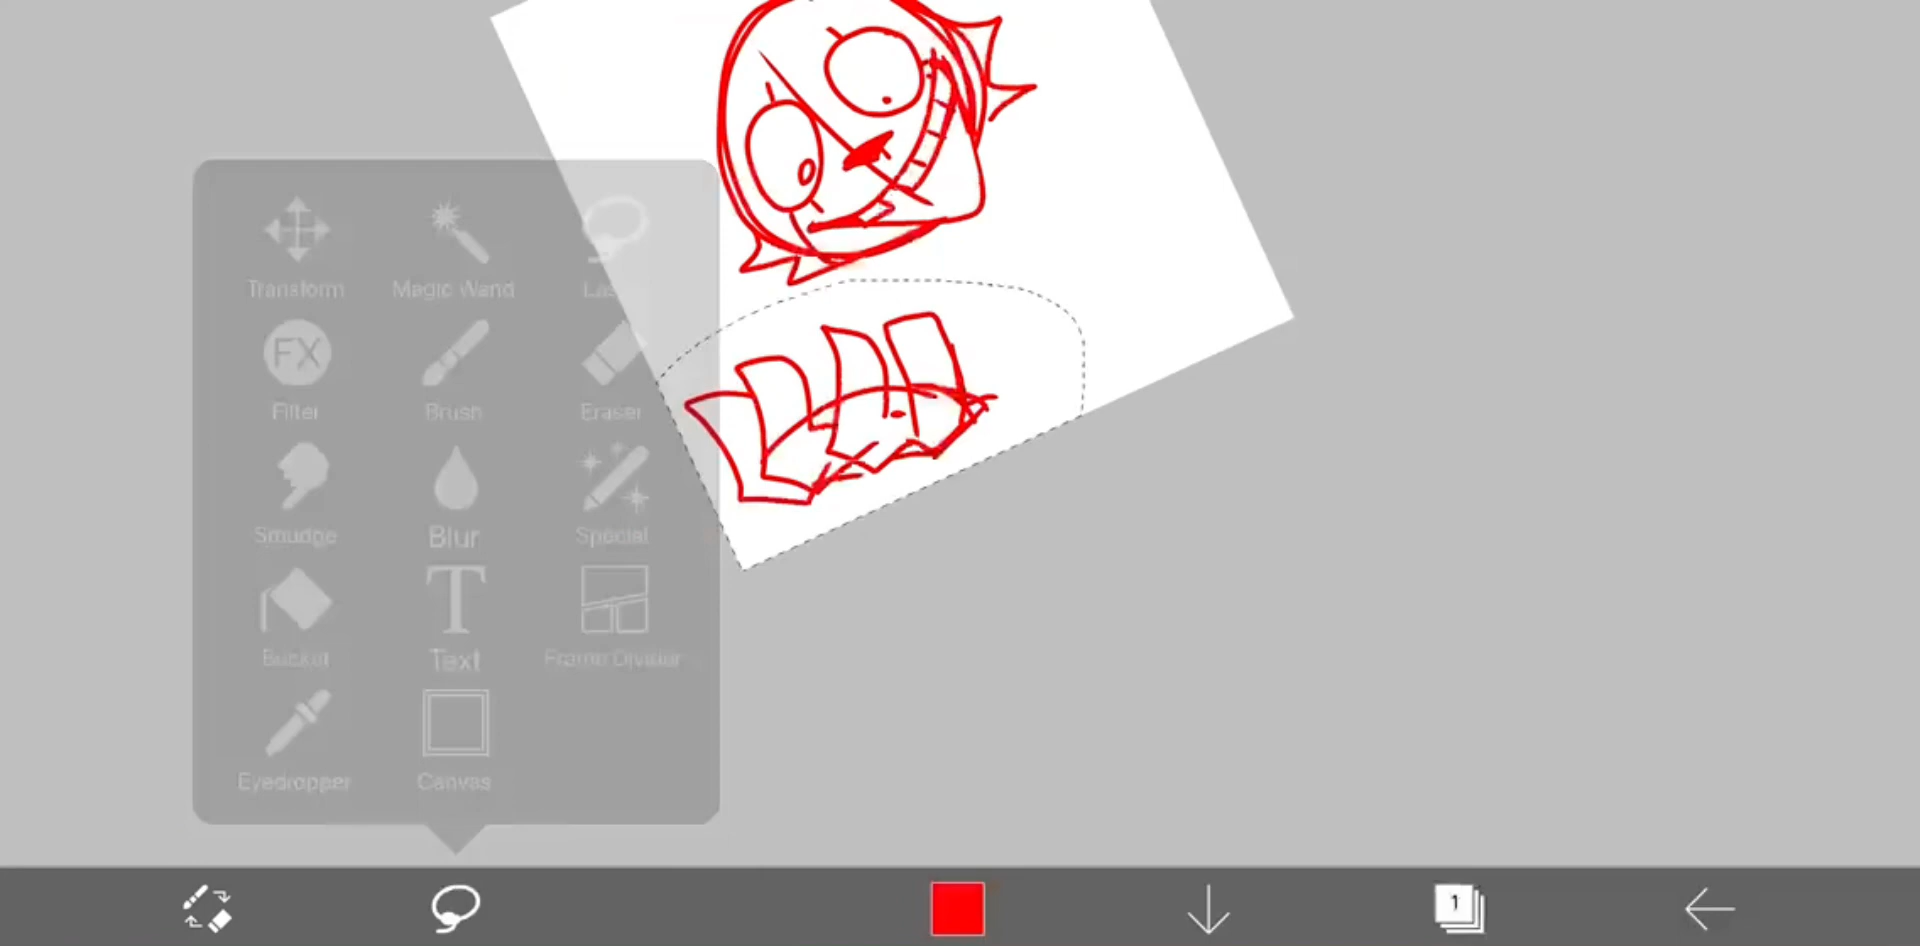 Transform
Magic Wand
Lasso
FX
Filter
Brush
Eraser
Smudge
Blur
Special
T
Bucket
Text
Frame Divider
Eyedropper
Canvas
1